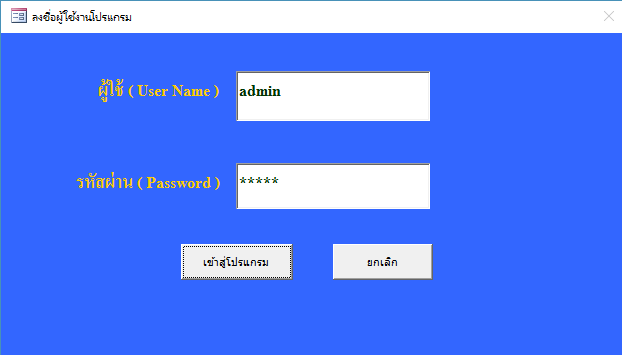 ลงชื่อผู้ใช้งานโปรแกรม
ผู้ใช้ ( User Name ) admin
รหัสผ่าน ( Password ) *****
เข้าสู่โปรแกรม ยกเลิก